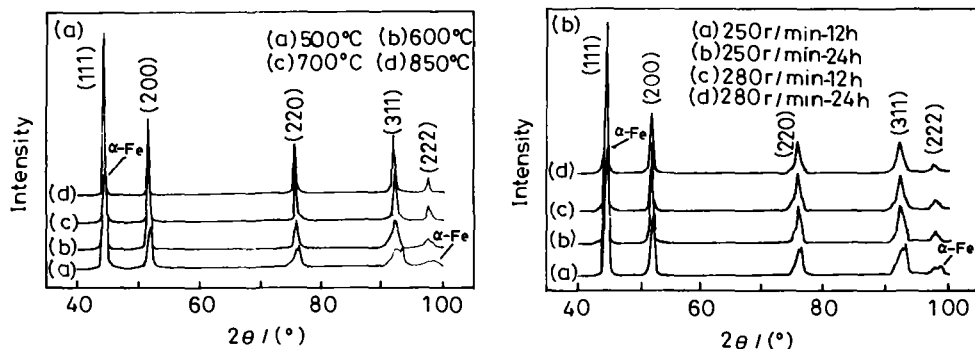 (a)
(a) 500°C (b) 600°C
(c) 700°C (d) 850°C
(111)
(200)
(220)
(311)
(222)
α-Fe
α-Fe
(d)
(c)
(b)
(a)
Intensity
40 60 80 100
2θ/(°)
(b)
(a) 250r/min-12h
(b) 250r/min-24h
(c) 280r/min-12h
(d) 280r/min-24h
(111)
(200)
(220)
(311)
(222)
α-Fe
α-Fe
(d)
(c)
(b)
(a)
Intensity
40 60 80 100
2θ/(°)